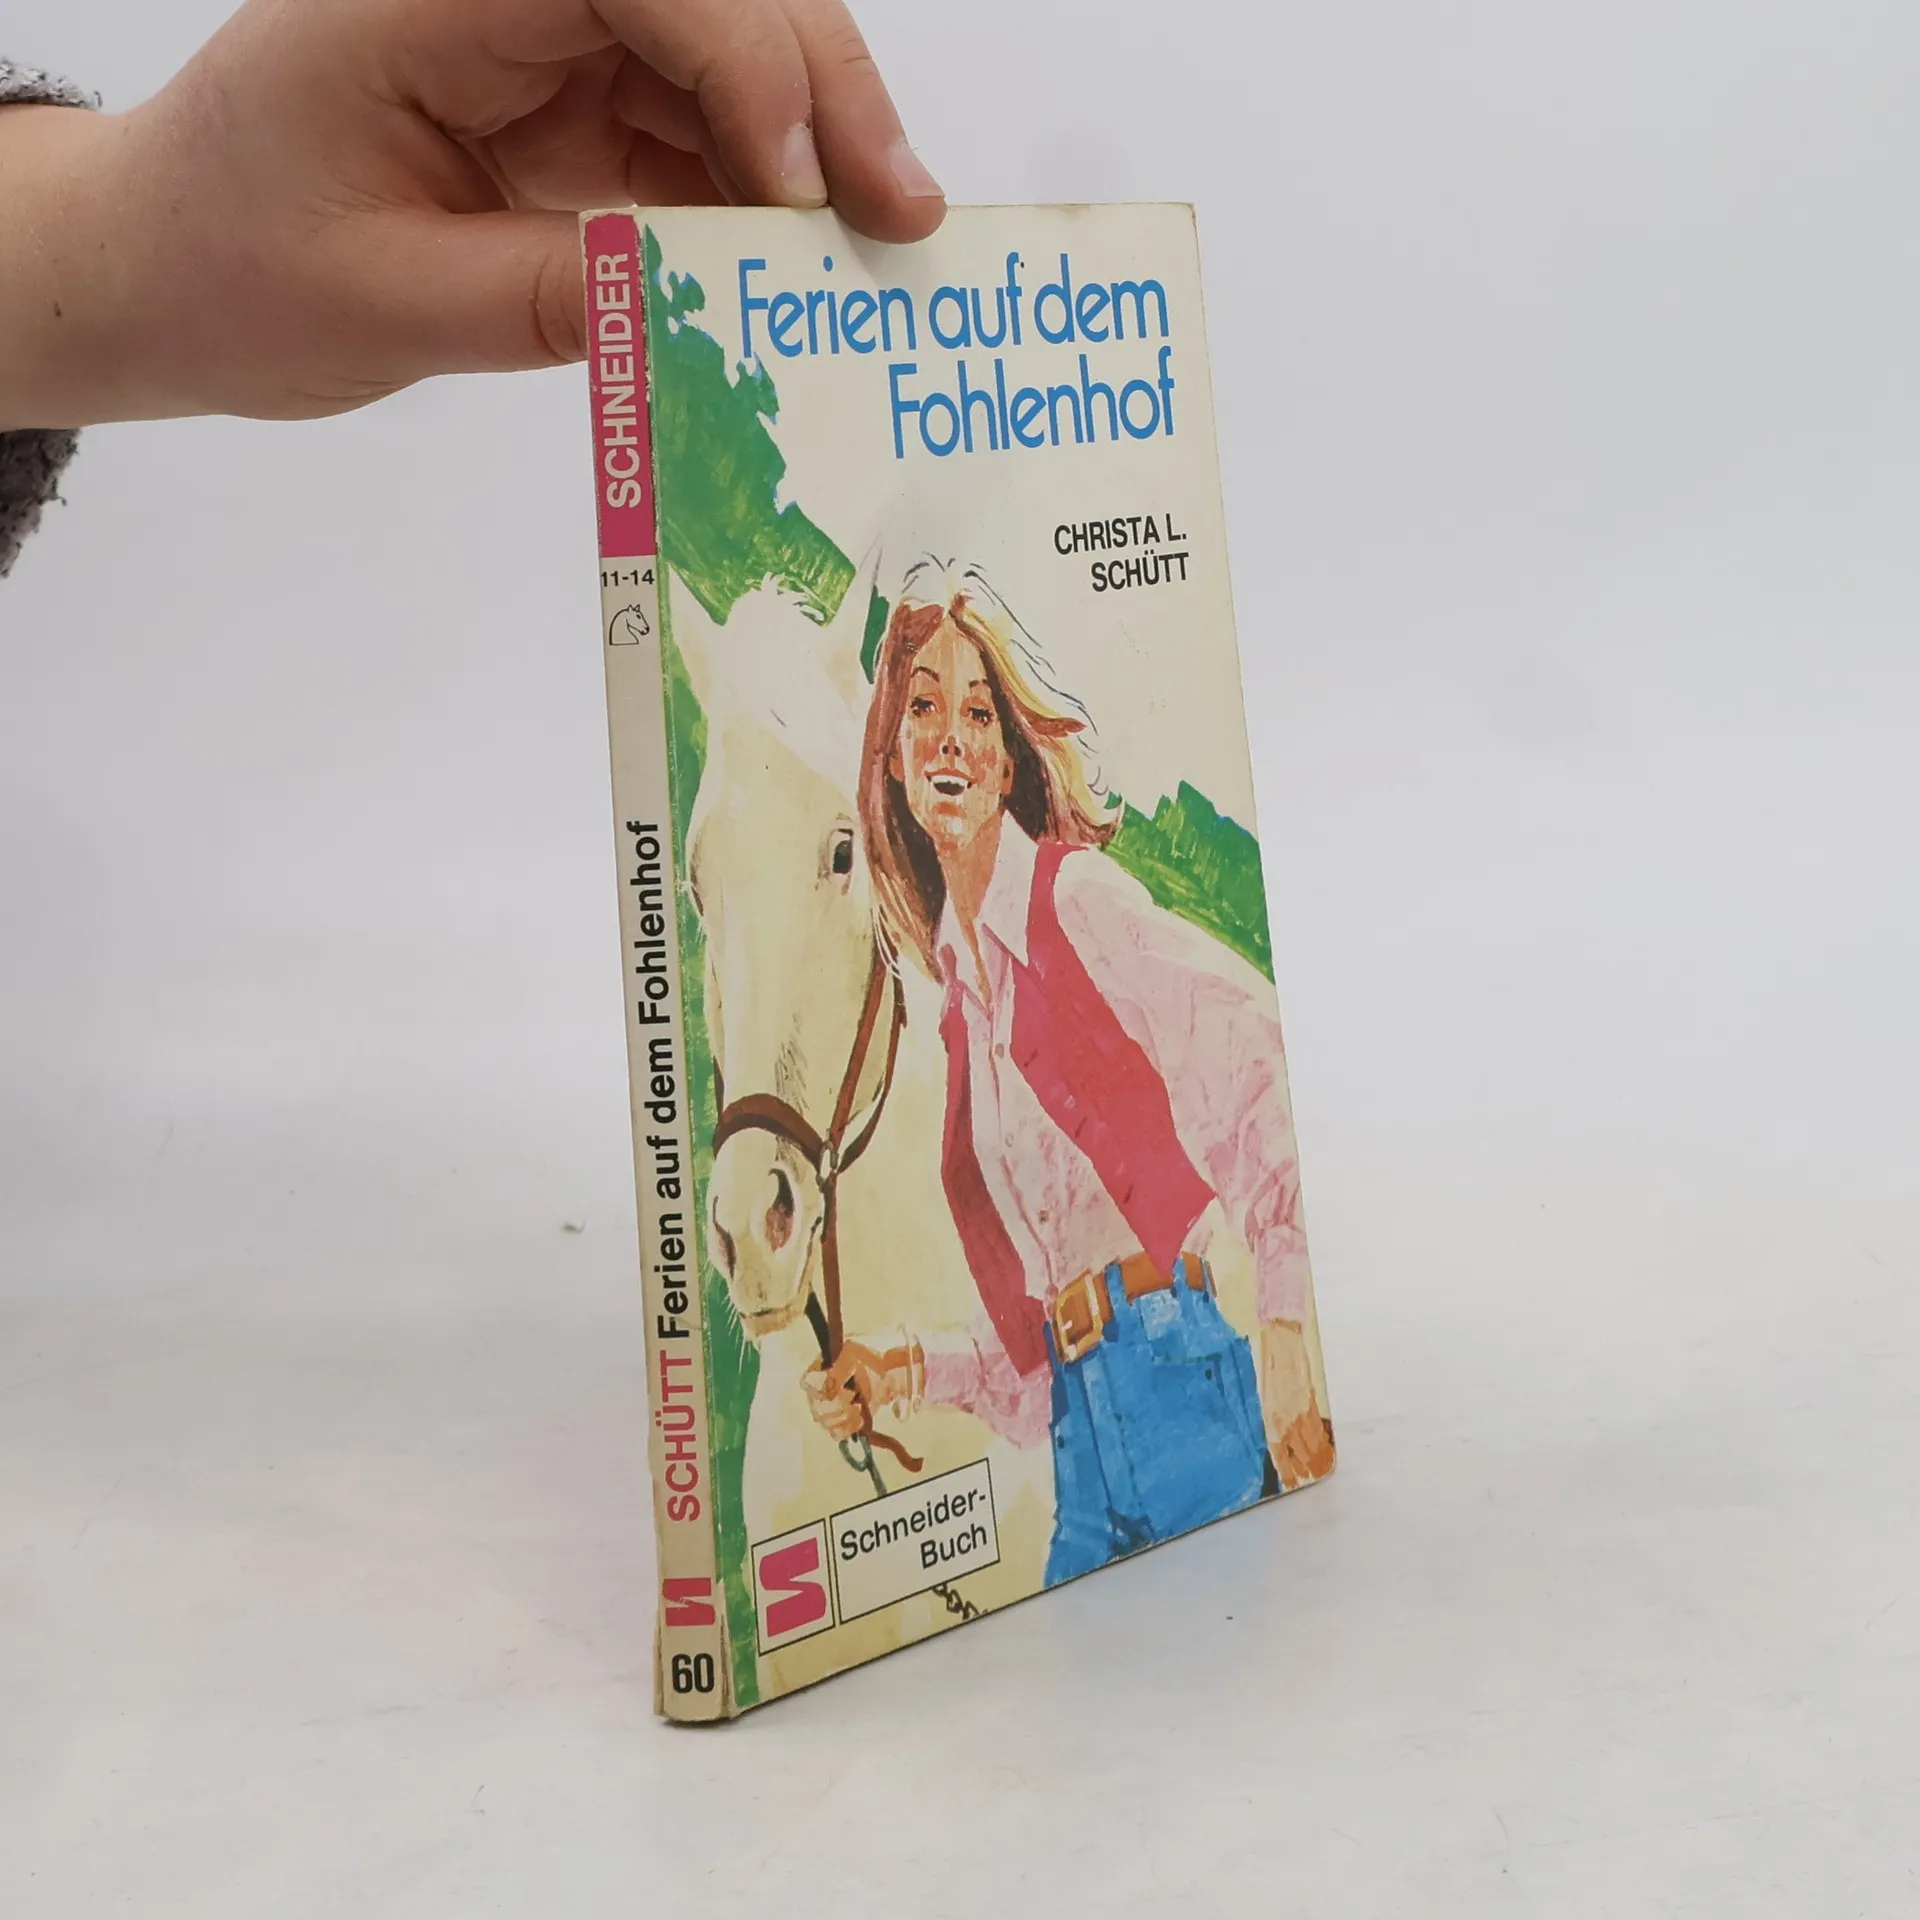 SCHNEIDER
11-14
SCHÜTT Ferien auf dem Fohlenhof
60
Ferien auf dem
Fohlenhof
CHRISTA L.
SCHÜTT
Schneider-
Buch